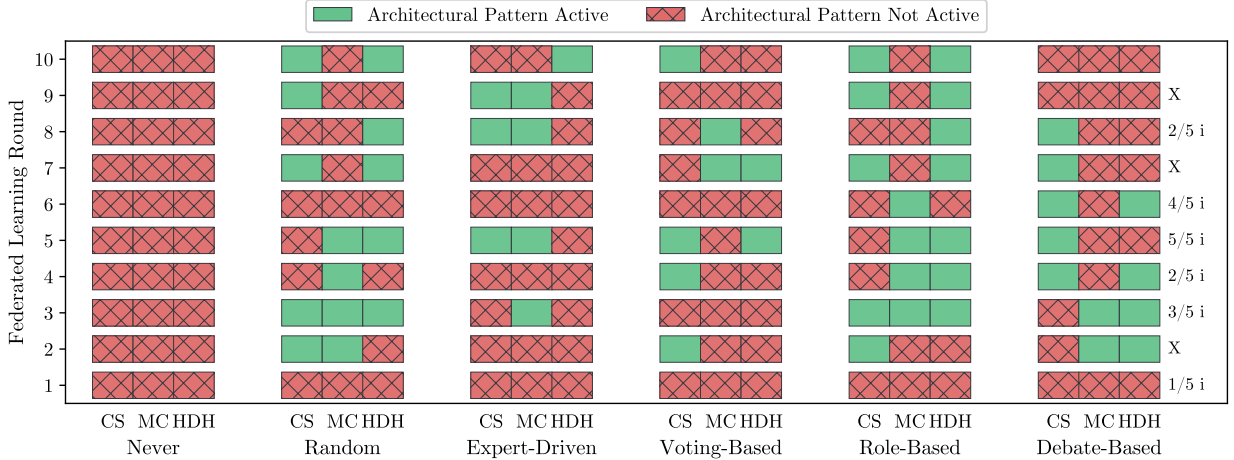 Architectural Pattern Active Architectural Pattern Not Active
Federated Learning Round
10
9 X
8 2/5 i
7 X
6 4/5 i
5 5/5 i
4 2/5 i
3 3/5 i
2 X
1 1/5 i
CS MC HDH CS MC HDH CS MC HDH CS MC HDH CS MC HDH CS MC HDH
Never Random Expert-Driven Voting-Based Role-Based Debate-Based